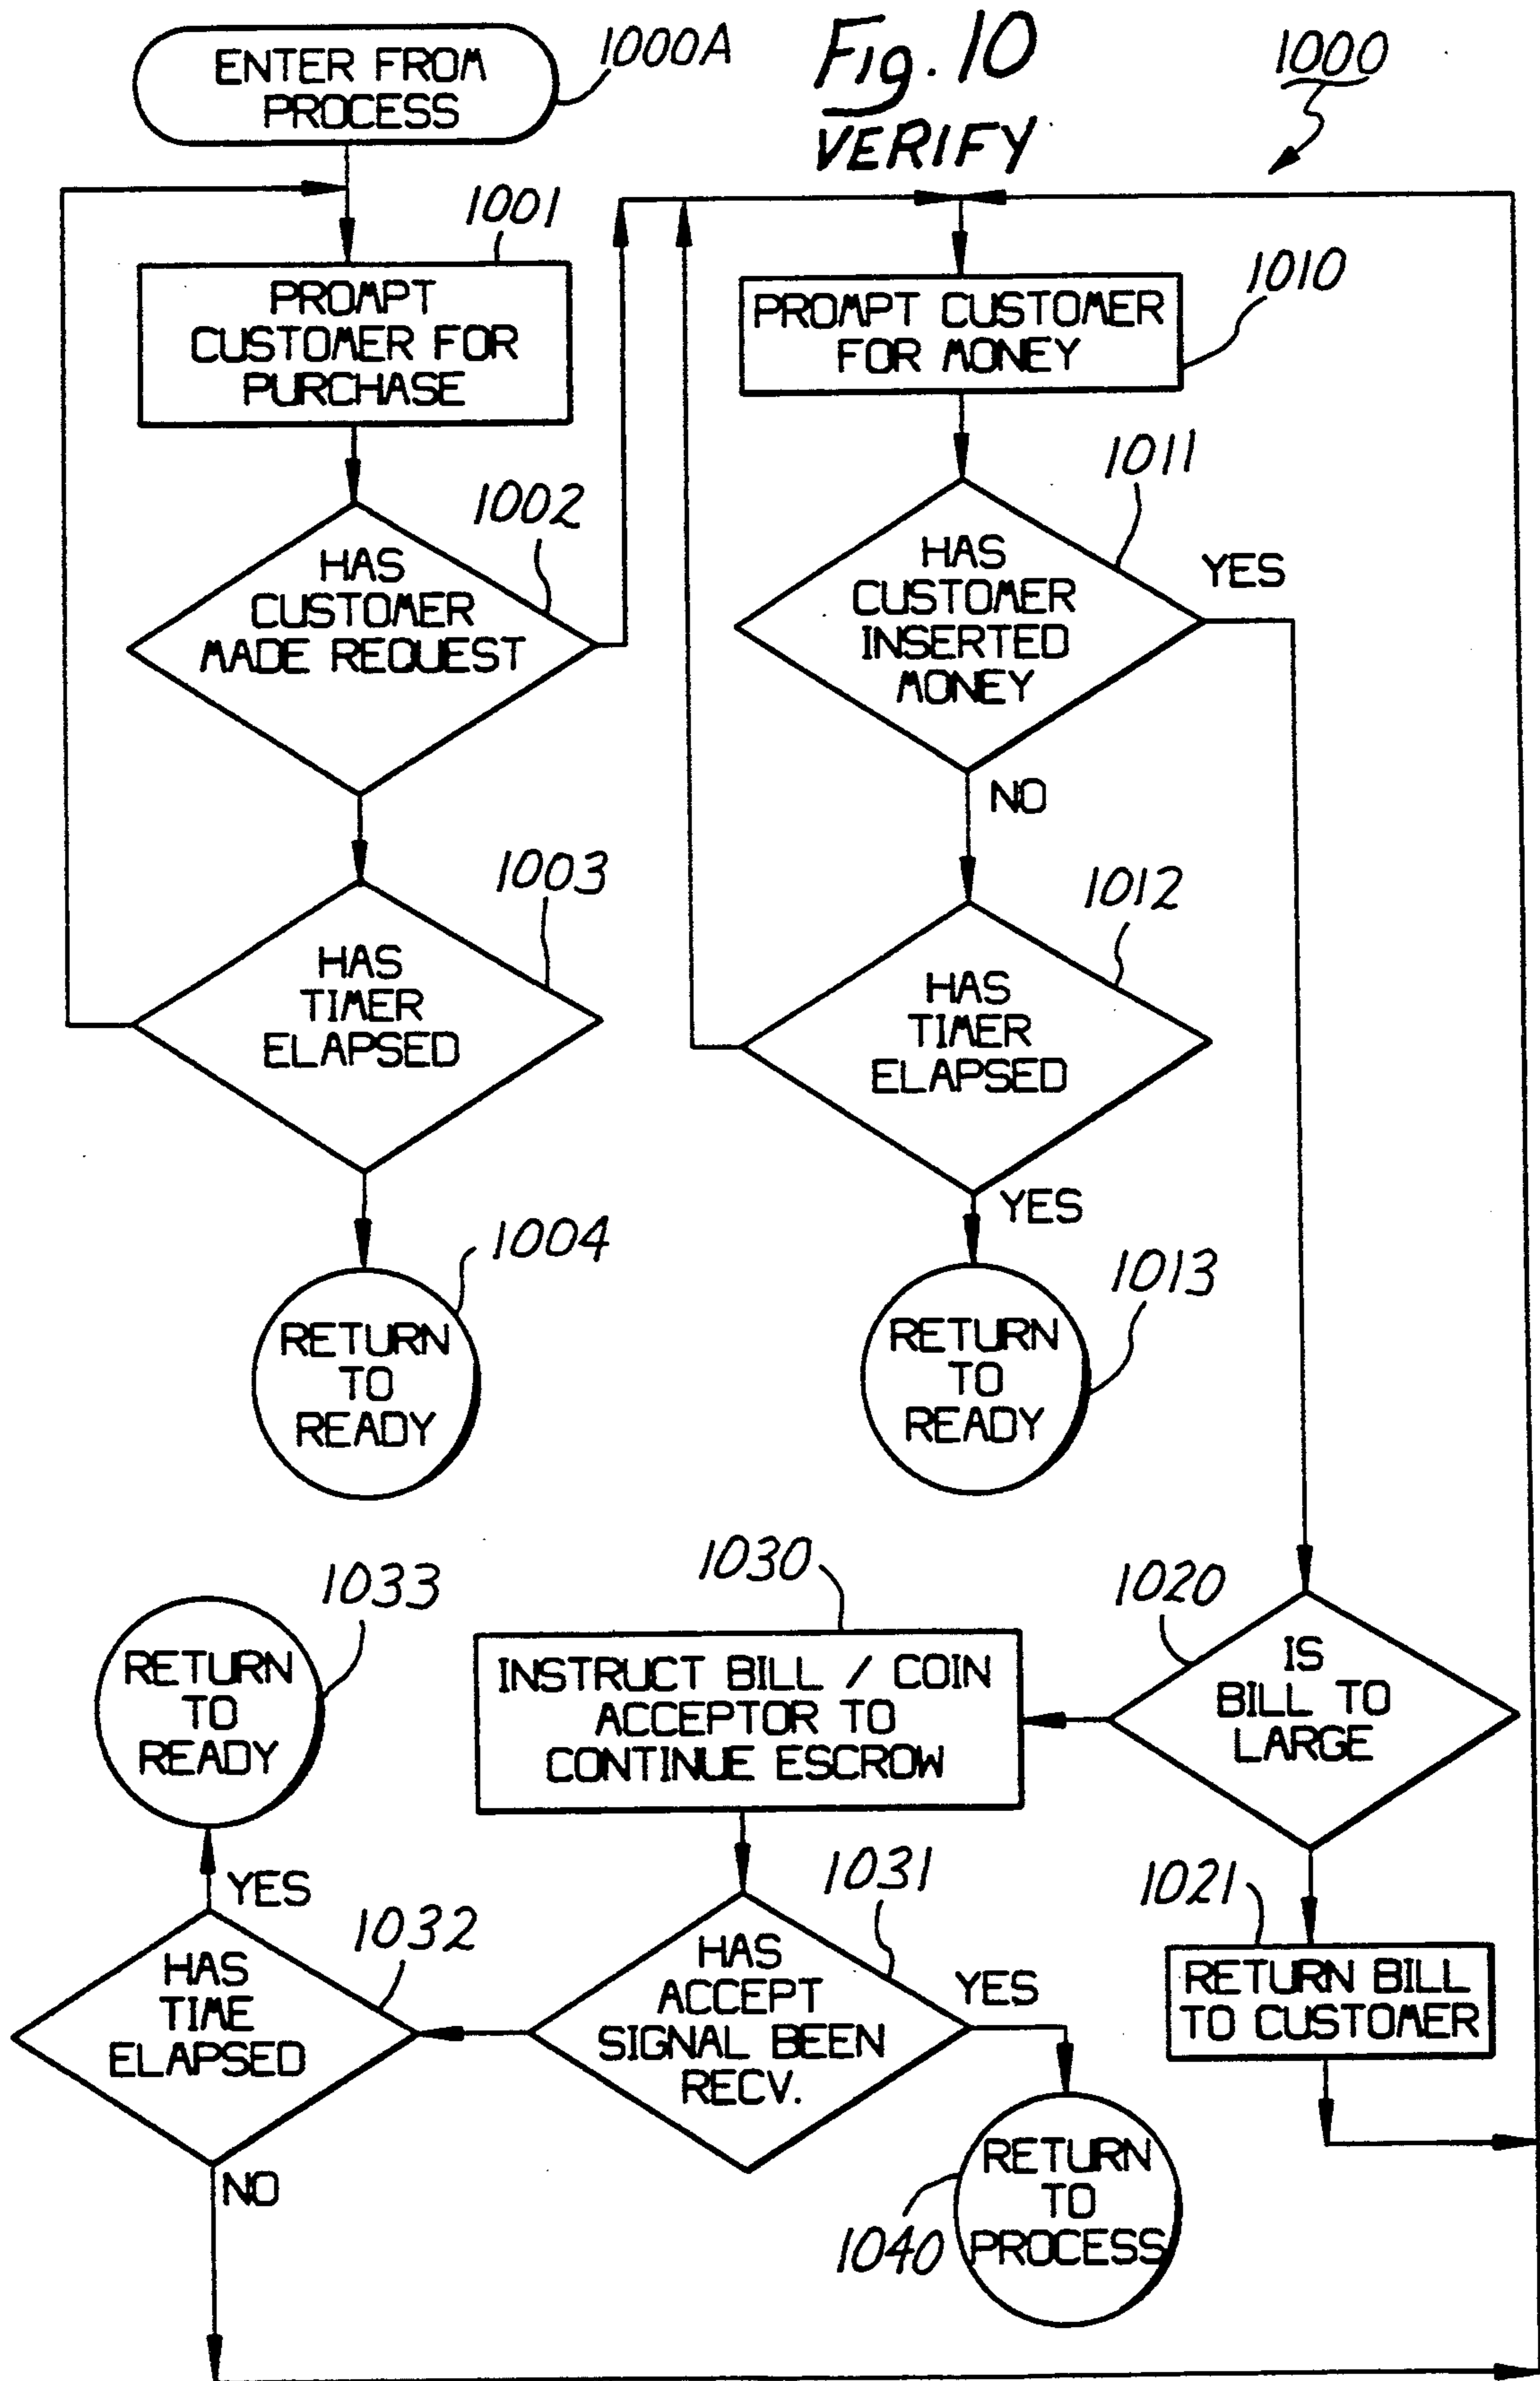 Fig. 10
VERIFY
1000
ENTER FROM
PROCESS
1000A
1001
PROMPT
CUSTOMER FOR
PURCHASE
1002
HAS
CUSTOMER
MADE REQUEST
1003
HAS
TIMER
ELAPSED
1004
RETURN
TO
READY
1010
PROMPT CUSTOMER
FOR MONEY
1011
HAS
CUSTOMER
INSERTED
MONEY
YES
NO
1012
HAS
TIMER
ELAPSED
YES
1013
RETURN
TO
READY
1020
IS
BILL TO
LARGE
1021
RETURN BILL
TO CUSTOMER
1030
INSTRUCT BILL / COIN
ACCEPTOR TO
CONTINUE ESCROW
1031
HAS
ACCEPT
SIGNAL BEEN
RECV.
YES
1040
RETURN
TO
PROCESS
1032
HAS
TIME
ELAPSED
YES
NO
1033
RETURN
TO
READY